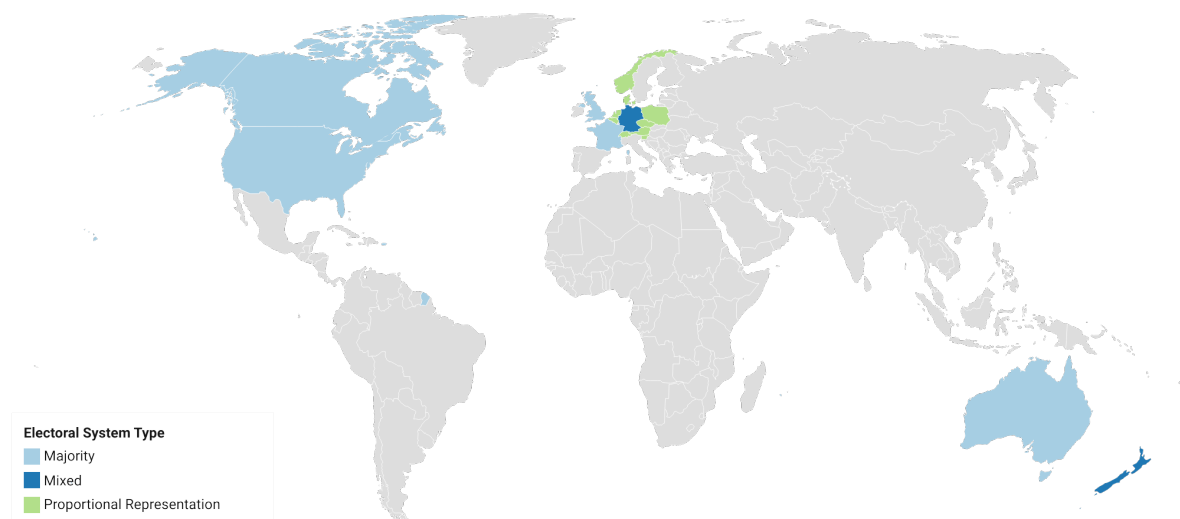 Electoral System Type
Majority
Mixed
Proportional Representation